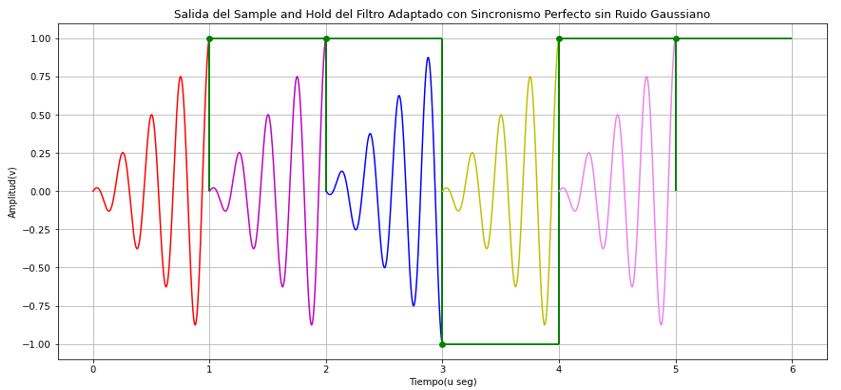 Salida del Sample and Hold del Filtro Adaptado con Sincronismo Perfecto sin Ruido Gaussiano
Amplitud(v)
1.00
0.75
0.50
0.25
0.00
−0.25
−0.50
−0.75
−1.00
0 1 2 3 4 5 6
Tiempo(u seg)